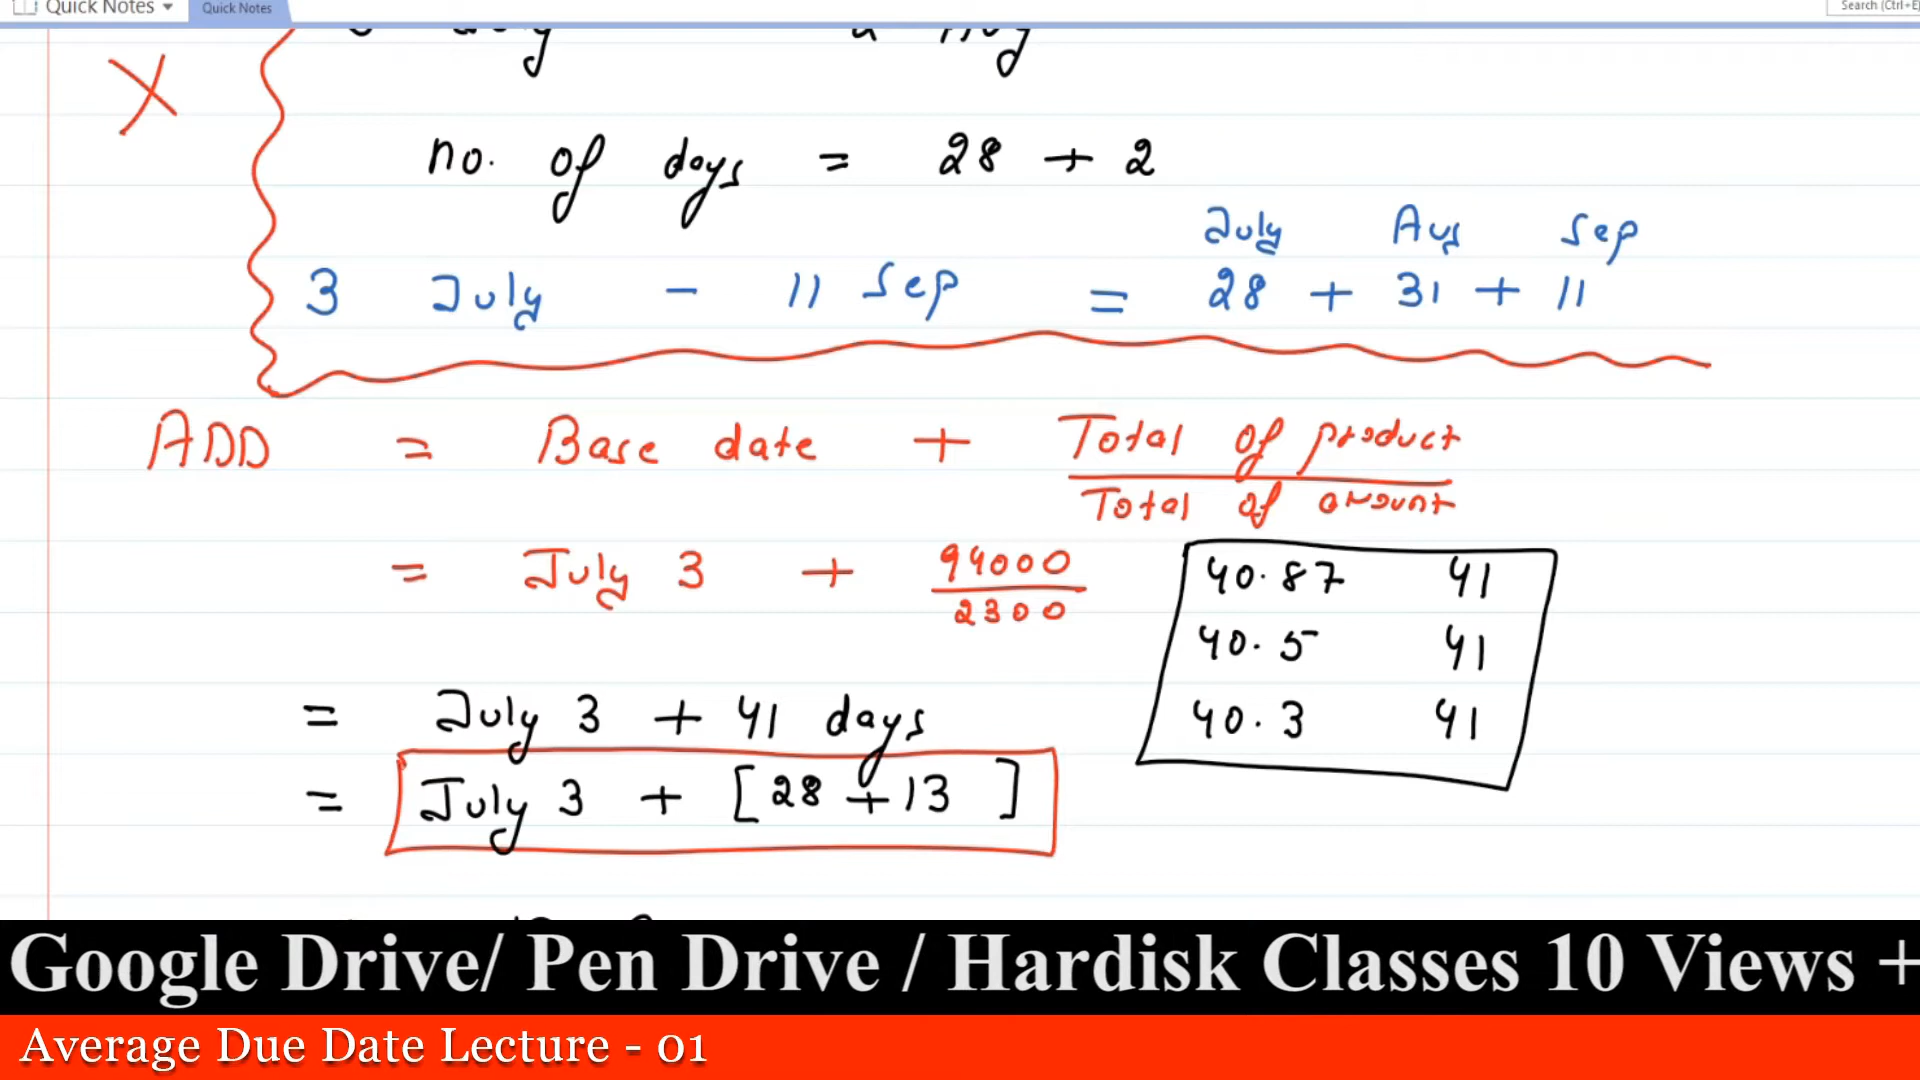 Quick Notes
Quick Notes
Search (Ctrl+E)
X
no. of days = 28 + 2
July Aug Sep
3 July - 11 Sep = 28 + 31 + 11
ADD = Base date + Total of product
Total of amount
= July 3 + 94000
2300
40.87 41
40.5 41
40.3 41
= July 3 + 41 days
= July 3 + [28 + 13 ]
Google Drive/ Pen Drive / Hardisk Classes 10 Views +
Average Due Date Lecture - 01